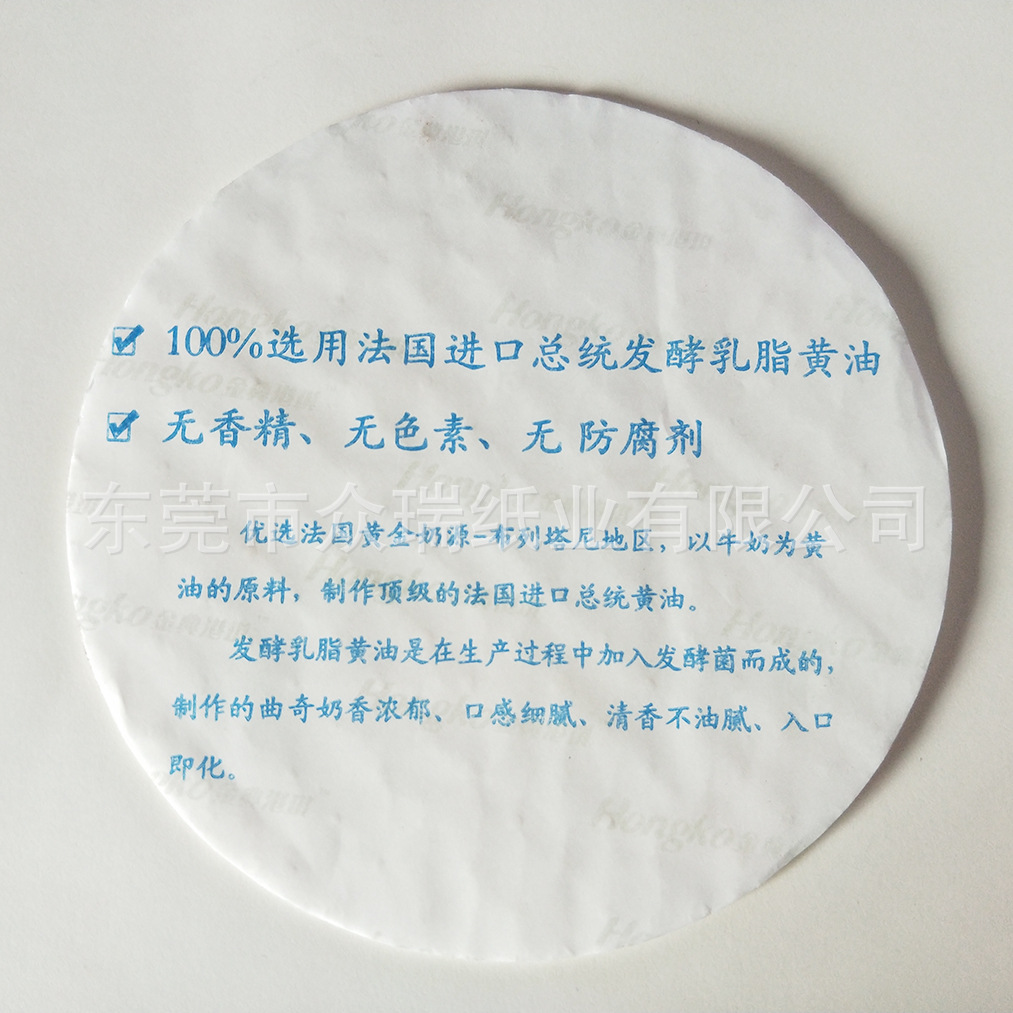 100%选用法国进口总统发酵乳脂黄油
无香精、无色素、无防腐剂
东莞市众瑞纸业有限公司
优选法国黄金奶源-布列塔尼地区，以牛奶为黄
油的原料，制作顶级的法国进口总统黄油。
发酵乳脂黄油是在生产过程中加入发酵菌而成的，
制作的曲奇奶香浓郁、口感细腻、清香不油腻、入口
即化。
Hongko
Hongko
Hongko
Hongko
Hongko